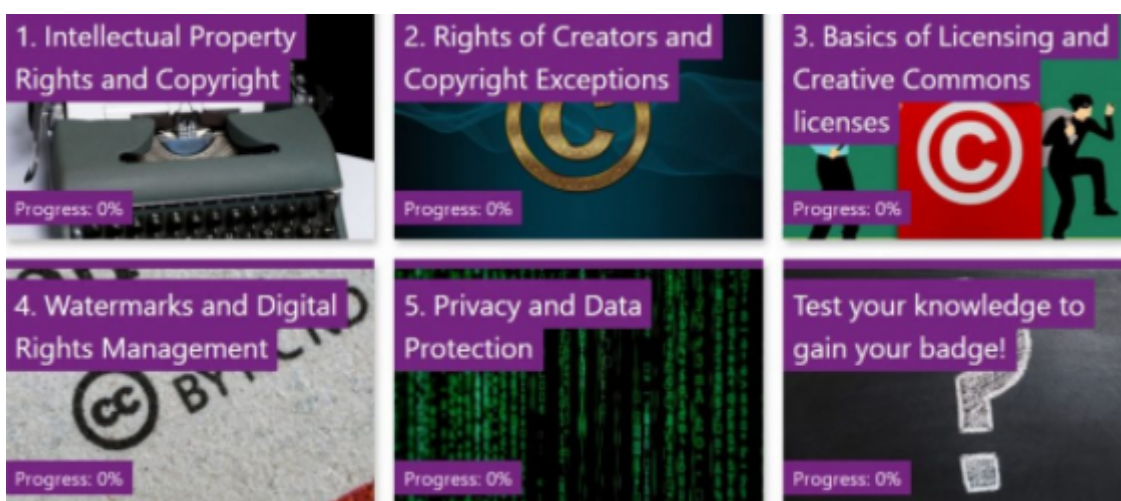 1. Intellectual Property
Rights and Copyright
Progress: 0%
2. Rights of Creators and
Copyright Exceptions
C
Progress: 0%
3. Basics of Licensing and
Creative Commons
licenses
C
Progress: 0%
4. Watermarks and Digital
Rights Management
cc
Progress: 0%
5. Privacy and Data
Protection
Progress: 0%
Test your knowledge to
gain your badge!
?
Progress: 0%